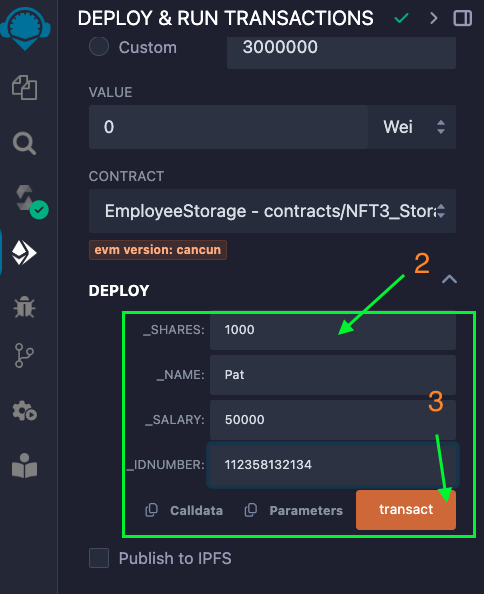 DEPLOY & RUN TRANSACTIONS
Custom
3000000
VALUE
0
Wei
CONTRACT
EmployeeStorage - contracts/NFT3_Stora
evm version: cancun
2
DEPLOY
_SHARES:
1000
_NAME:
Pat
3
_SALARY:
50000
_IDNUMBER:
112358132134
Calldata
Parameters
transact
Publish to IPFS